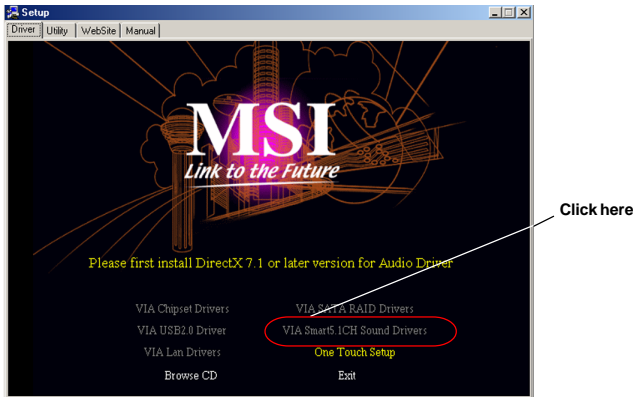 Setup
Driver Utility WebSite Manual
MSI
Link to the Future
Click here
Please first install DirectX 7.1 or later version for Audio Driver
VIA Chipset Drivers VIA SATA RAID Drivers
VIA USB2.0 Driver VIA Smart5.1CH Sound Drivers
VIA Lan Drivers One Touch Setup
Browse CD Exit